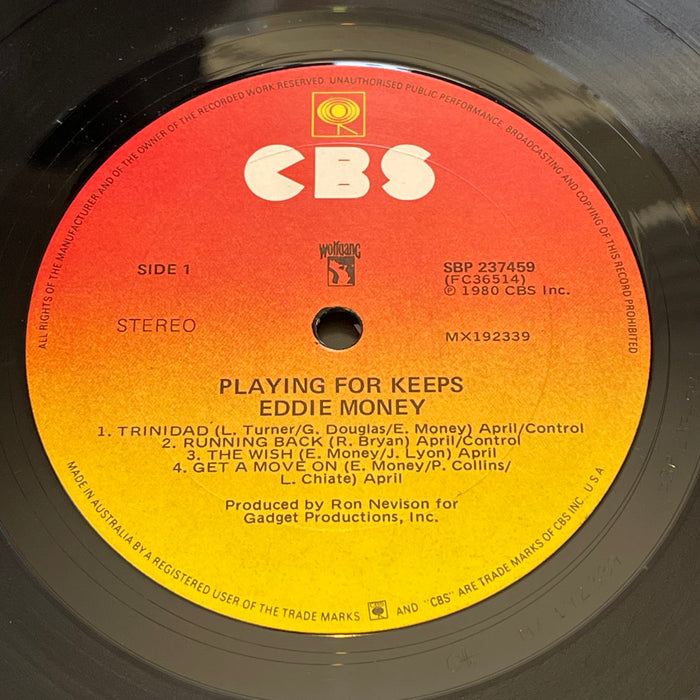 ALL RIGHTS OF THE MANUFACTURER AND OF THE OWNER OF THE RECORDED WORK RESERVED. UNAUTHORISED PUBLIC PERFORMANCE, BROADCASTING AND COPYING OF THIS RECORD PROHIBITED
CBS
wolfgang
SIDE 1
SBP 237459
(FC36514)
℗ 1980 CBS Inc.
STEREO
MX192339
PLAYING FOR KEEPS
EDDIE MONEY
1. TRINIDAD (L. Turner/G. Douglas/E. Money) April/Control
2. RUNNING BACK (R. Bryan) April/Control
3. THE WISH (E. Money/J. Lyon) April
4. GET A MOVE ON (E. Money/P. Collins/
L. Chiate) April
Produced by Ron Nevison for
Gadget Productions, Inc.
MADE IN AUSTRALIA BY A REGISTERED USER OF THE TRADE MARKS AND "CBS" ARE TRADE MARKS OF CBS INC. U S A